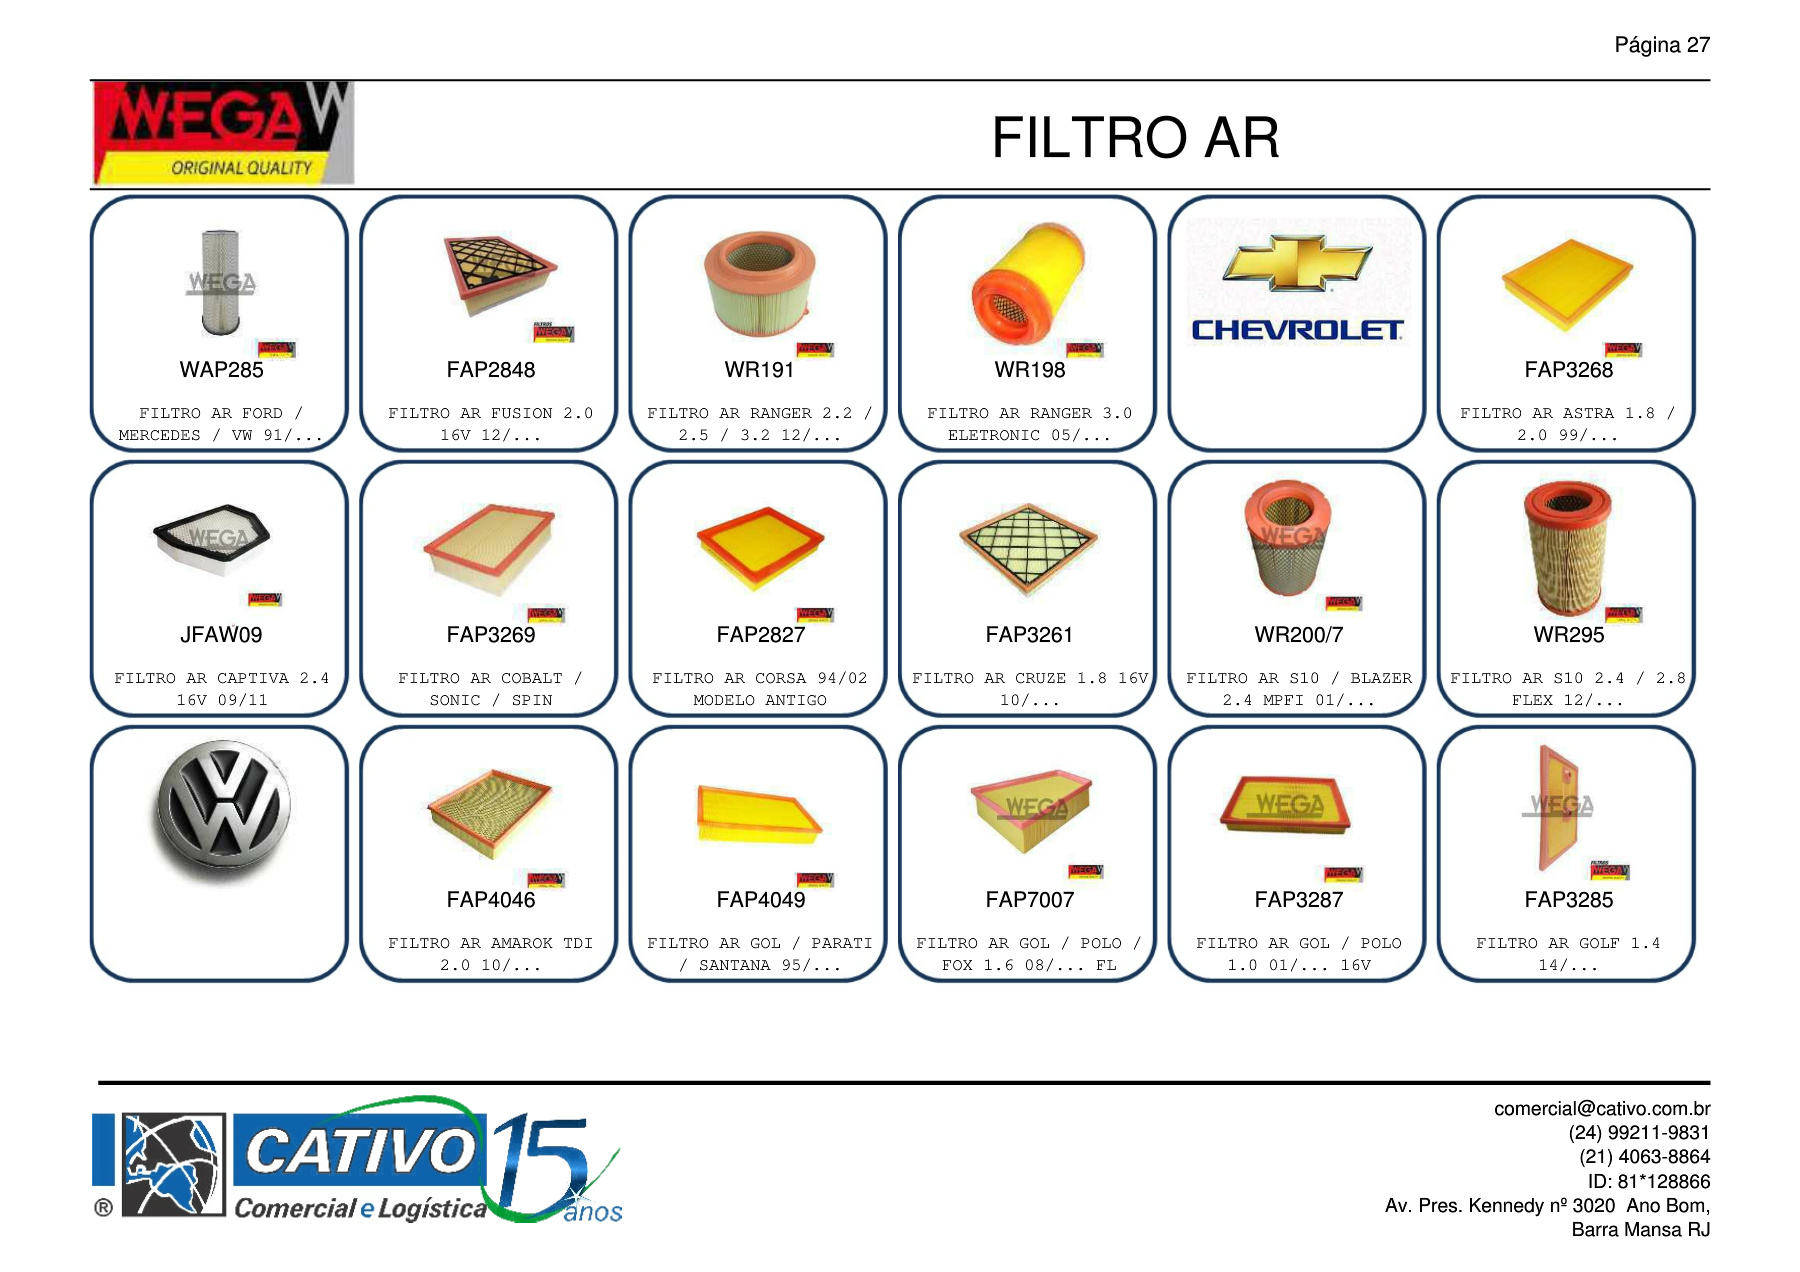 Página 27
WEGA W
ORIGINAL QUALITY
FILTRO AR
WEGA
WAP285
FILTRO AR FORD /
MERCEDES / VW 91/...
FAP2848
FILTRO AR FUSION 2.0
16V 12/...
WR191
FILTRO AR RANGER 2.2 /
2.5 / 3.2 12/...
WR198
FILTRO AR RANGER 3.0
ELETRONIC 05/...
CHEVROLET
FAP3268
FILTRO AR ASTRA 1.8 /
2.0 99/...
WEGA
JFAW09
FILTRO AR CAPTIVA 2.4
16V 09/11
FAP3269
FILTRO AR COBALT /
SONIC / SPIN
FAP2827
FILTRO AR CORSA 94/02
MODELO ANTIGO
FAP3261
FILTRO AR CRUZE 1.8 16V
10/...
WEGA
WR200/7
FILTRO AR S10 / BLAZER
2.4 MPFI 01/...
WR295
FILTRO AR S10 2.4 / 2.8
FLEX 12/...
FAP4046
FILTRO AR AMAROK TDI
2.0 10/...
FAP4049
FILTRO AR GOL / PARATI
/ SANTANA 95/...
WEGA
FAP7007
FILTRO AR GOL / POLO /
FOX 1.6 08/... FL
WEGA
FAP3287
FILTRO AR GOL / POLO
1.0 01/... 16V
WEGA
FAP3285
FILTRO AR GOLF 1.4
14/...
CATIVO 15
® Comercial e Logística anos
comercial@cativo.com.br
(24) 99211-9831
(21) 4063-8864
ID: 81*128866
Av. Pres. Kennedy nº 3020 Ano Bom,
Barra Mansa RJ